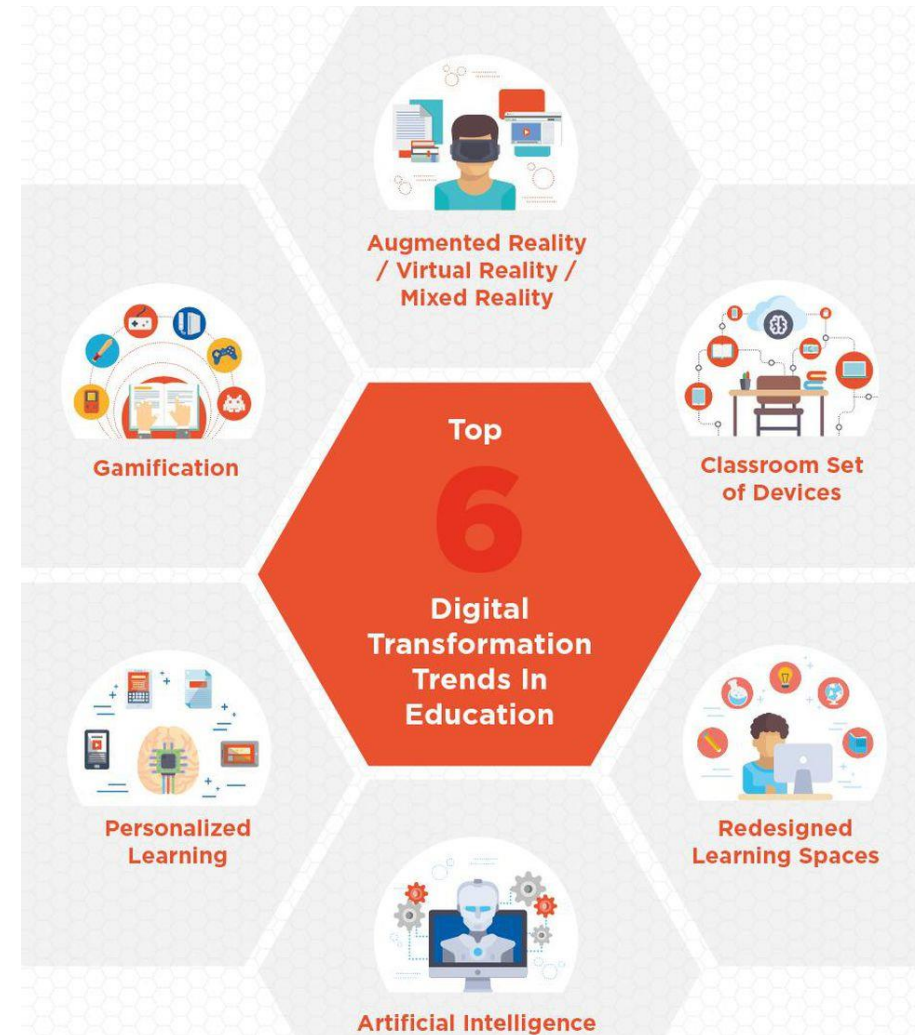 Augmented Reality
/ Virtual Reality /
Mixed Reality
Gamification
Classroom Set
of Devices
Top
6
Digital
Transformation
Trends In
Education
Personalized
Learning
Redesigned
Learning Spaces
Artificial Intelligence